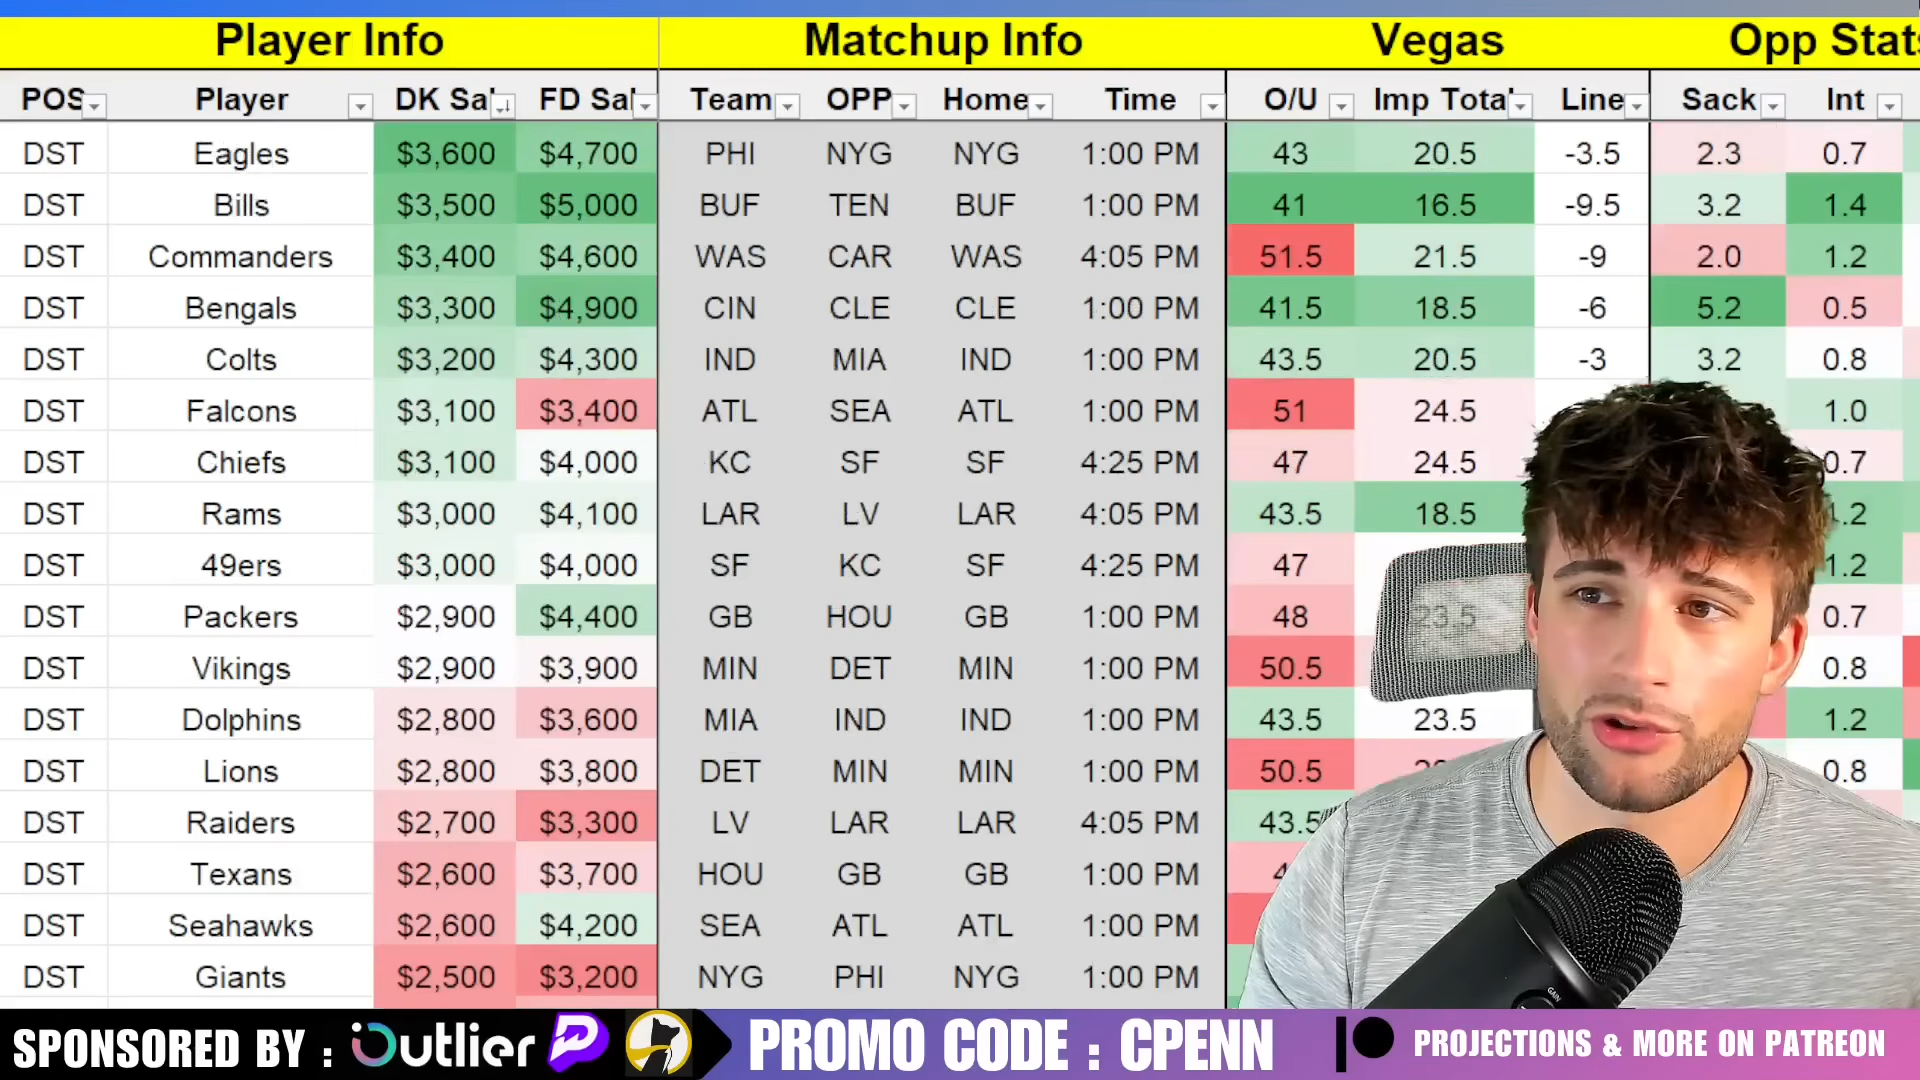 Player Info Matchup Info Vegas Opp Stats
POS Player DK Sal FD Sal Team OPP Home Time O/U Imp Total Line Sack Int
DST Eagles $3,600 $4,700 PHI NYG NYG 1:00 PM 43 20.5 -3.5 2.3 0.7
DST Bills $3,500 $5,000 BUF TEN BUF 1:00 PM 41 16.5 -9.5 3.2 1.4
DST Commanders $3,400 $4,600 WAS CAR WAS 4:05 PM 51.5 21.5 -9 2.0 1.2
DST Bengals $3,300 $4,900 CIN CLE CLE 1:00 PM 41.5 18.5 -6 5.2 0.5
DST Colts $3,200 $4,300 IND MIA IND 1:00 PM 43.5 20.5 -3 3.2 0.8
DST Falcons $3,100 $3,400 ATL SEA ATL 1:00 PM 51 24.5 1.0
DST Chiefs $3,100 $4,000 KC SF SF 4:25 PM 47 24.5 0.7
DST Rams $3,000 $4,100 LAR LV LAR 4:05 PM 43.5 18.5 1.2
DST 49ers $3,000 $4,000 SF KC SF 4:25 PM 47 1.2
DST Packers $2,900 $4,400 GB HOU GB 1:00 PM 48 23.5 0.7
DST Vikings $2,900 $3,900 MIN DET MIN 1:00 PM 50.5 0.8
DST Dolphins $2,800 $3,600 MIA IND IND 1:00 PM 43.5 23.5 1.2
DST Lions $2,800 $3,800 DET MIN MIN 1:00 PM 50.5 0.8
DST Raiders $2,700 $3,300 LV LAR LAR 4:05 PM 43.5
DST Texans $2,600 $3,700 HOU GB GB 1:00 PM
DST Seahawks $2,600 $4,200 SEA ATL ATL 1:00 PM
DST Giants $2,500 $3,200 NYG PHI NYG 1:00 PM
GAIN
SPONSORED BY : Outlier PROMO CODE : CPENN PROJECTIONS & MORE ON PATREON